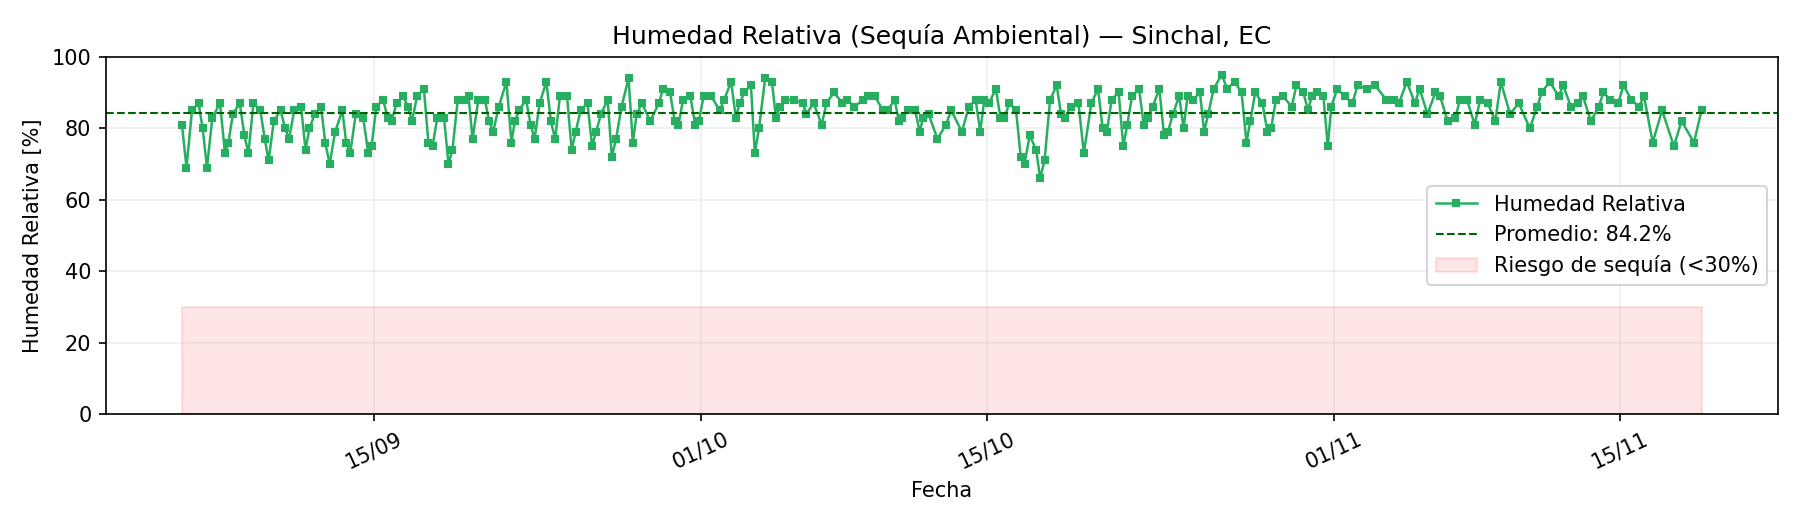 Humedad Relativa (Sequía Ambiental) — Sinchal, EC
Humedad Relativa [%]
100
80
60
40
20
0
Humedad Relativa
Promedio: 84.2%
Riesgo de sequía (<30%)
15/09
01/10
15/10
01/11
15/11
Fecha